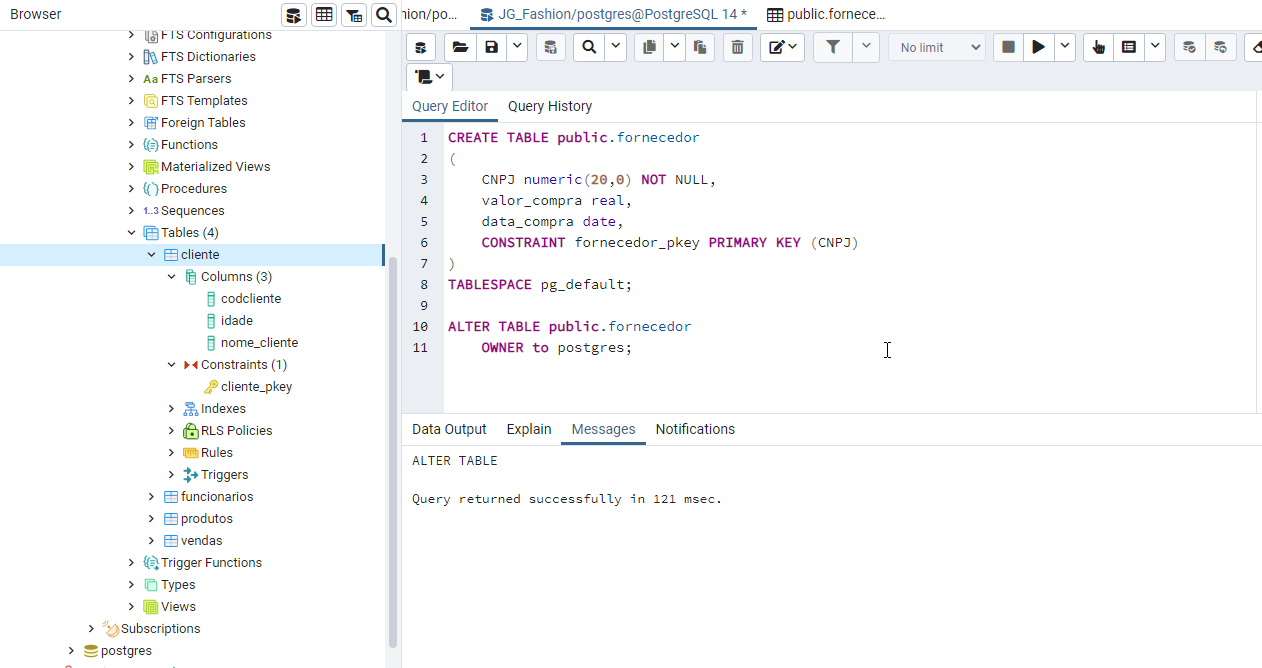 Browser
FTS Configurations
FTS Dictionaries
Aa FTS Parsers
FTS Templates
Foreign Tables
Functions
Materialized Views
Procedures
1..3 Sequences
Tables (4)
cliente
Columns (3)
codcliente
idade
nome_cliente
Constraints (1)
cliente_pkey
Indexes
RLS Policies
Rules
Triggers
funcionarios
produtos
vendas
Trigger Functions
Types
Views
Subscriptions
postgres
nion/po... JG_Fashion/postgres@PostgreSQL 14 * public.fornece...
No limit
Query Editor Query History
1 CREATE TABLE public.fornecedor
2 (
3 CNPJ numeric(20,0) NOT NULL,
4 valor_compra real,
5 data_compra date,
6 CONSTRAINT fornecedor_pkey PRIMARY KEY (CNPJ)
7 )
8 TABLESPACE pg_default;
9
10 ALTER TABLE public.fornecedor
11 OWNER to postgres;
Data Output Explain Messages Notifications
ALTER TABLE
Query returned successfully in 121 msec.